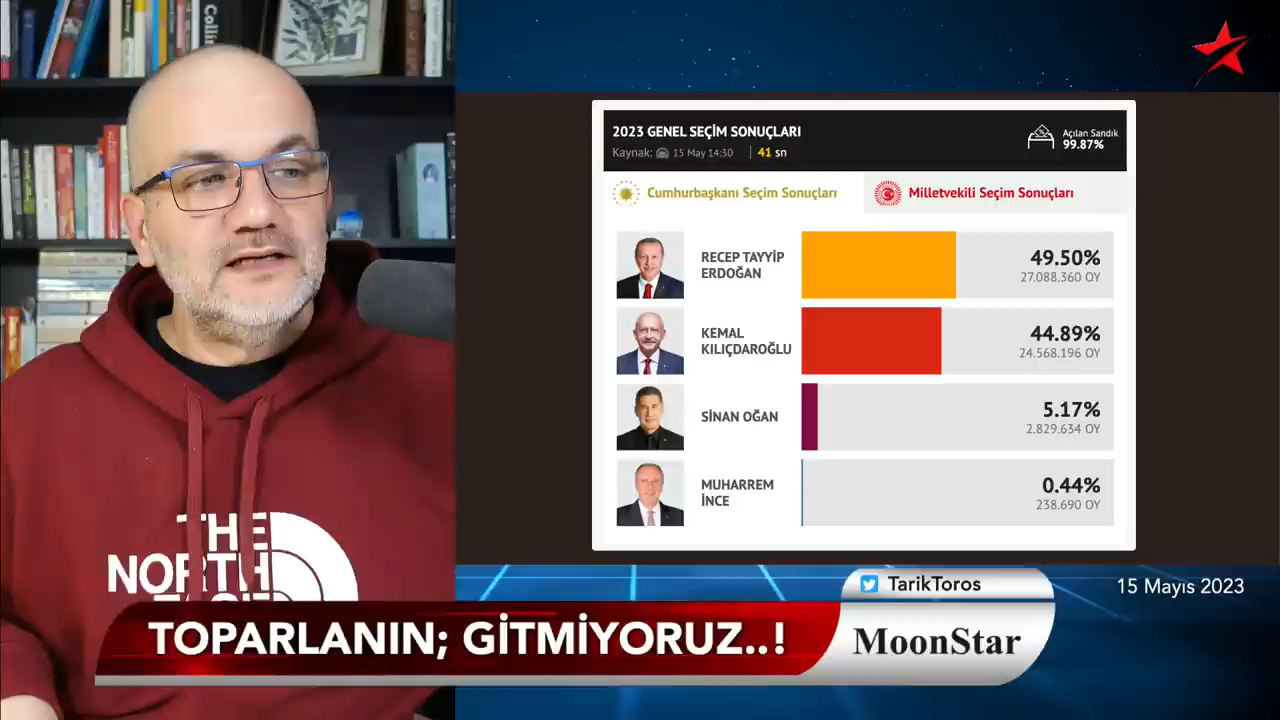 Colli
THE
NORTH
FACE
2023 GENEL SEÇİM SONUÇLARI
Kaynak: 15 May 14:30 41 sn
Açılan Sandık
99.87%
Cumhurbaşkanı Seçim Sonuçları
Milletvekili Seçim Sonuçları
RECEP TAYYİP
ERDOĞAN
49.50%
27.088.360 OY
KEMAL
KILIÇDAROĞLU
44.89%
24.568.196 OY
SİNAN OĞAN
5.17%
2.829.634 OY
MUHARREM
İNCE
0.44%
238.690 OY
TarikToros
15 Mayıs 2023
TOPARLANIN; GİTMİYORUZ..!
MoonStar